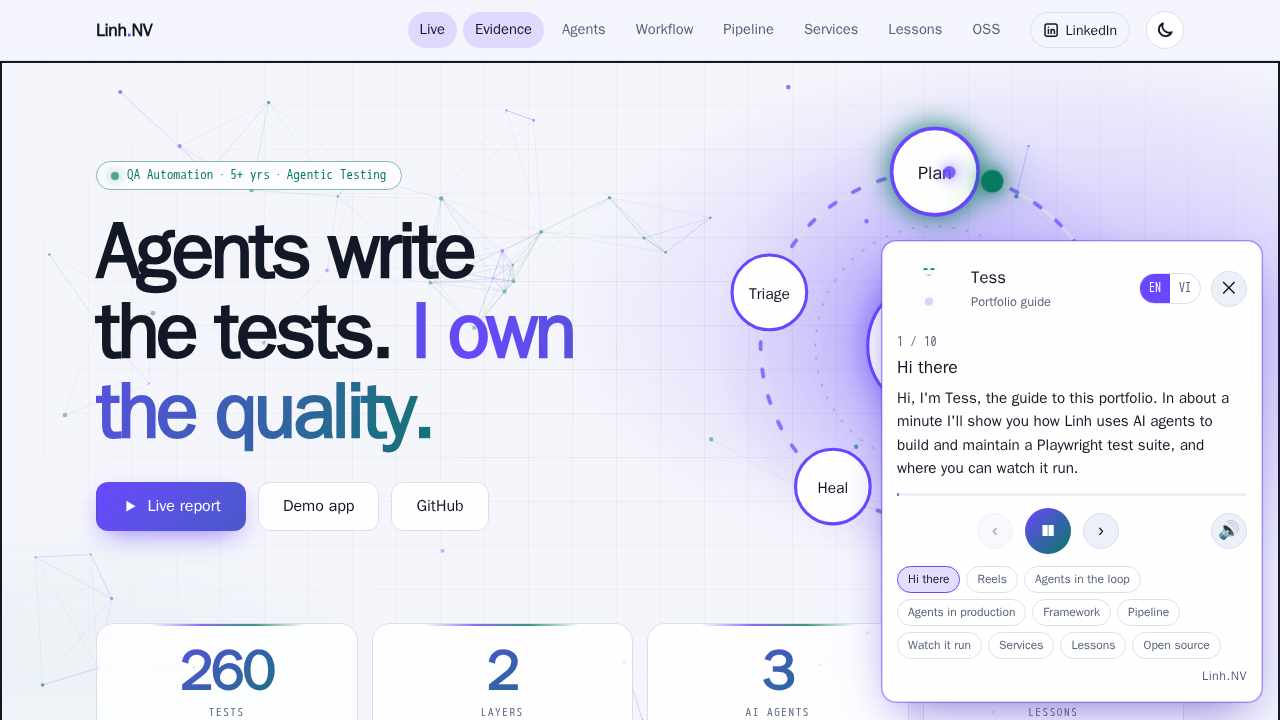 Linh.NV
Live
Evidence
Agents
Workflow
Pipeline
Services
Lessons
OSS
LinkedIn
QA Automation · 5+ yrs · Agentic Testing
Agents write
the tests. I own
the quality.
Live report
Demo app
GitHub
Plan
Triage
Heal
Tess
Portfolio guide
EN
VI
1 / 10
Hi there
Hi, I'm Tess, the guide to this portfolio. In about a
minute I'll show you how Linh uses AI agents to
build and maintain a Playwright test suite, and
where you can watch it run.
Hi there
Reels
Agents in the loop
Agents in production
Framework
Pipeline
Watch it run
Services
Lessons
Open source
Linh.NV
260
TESTS
2
LAYERS
3
AI AGENTS
LESSONS